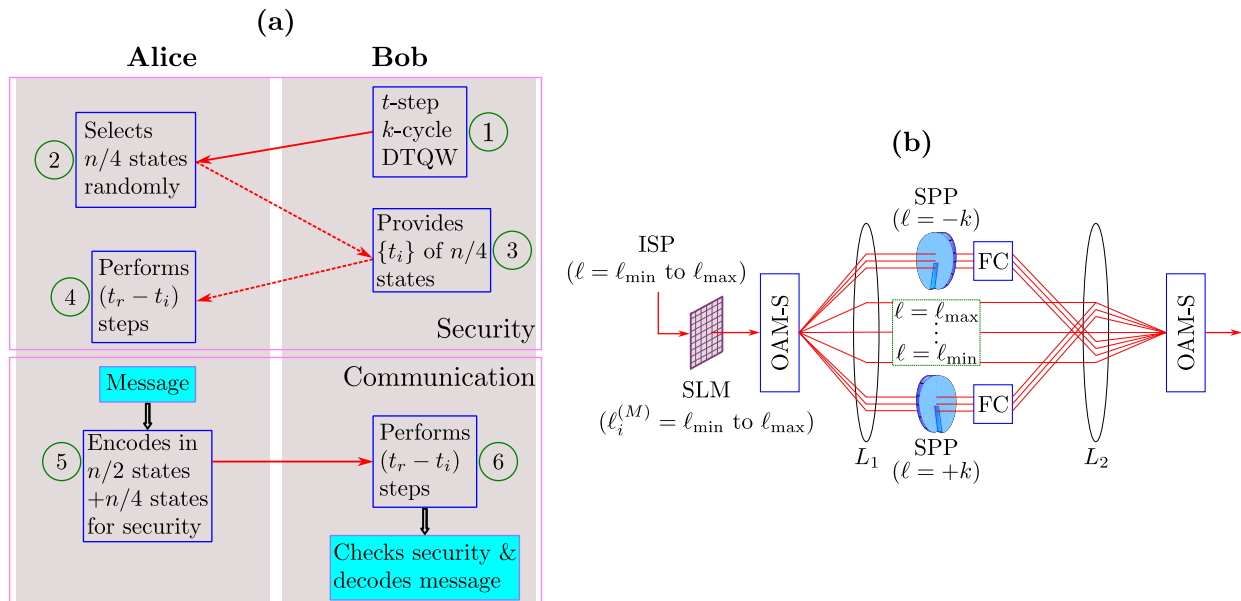 (a)
Alice
Bob
t-step
k-cycle
DTQW
1
2
Selects
n/4 states
randomly
Provides
{t_i} of n/4
states
3
4
Performs
(t_r − t_i)
steps
Security
Communication
Message
5
Encodes in
n/2 states
+n/4 states
for security
Performs
(t_r − t_i)
steps
6
Checks security &
decodes message
(b)
SPP
(ℓ = −k)
ISP
(ℓ = ℓ_min to ℓ_max)
FC
OAM-S
ℓ = ℓ_max
⋮
ℓ = ℓ_min
OAM-S
SLM
(ℓ_i^(M) = ℓ_min to ℓ_max)
FC
L_1
SPP
(ℓ = +k)
L_2